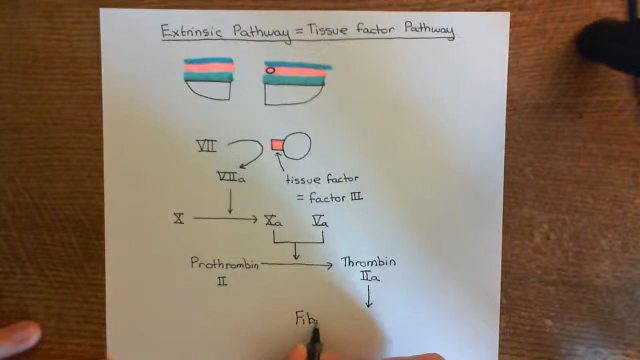 Extrinsic Pathway = Tissue factor Pathway
VII
VIIa
tissue factor
= factor III
X
Xa
Va
Prothrombin
II
Thrombin
IIa
Fib